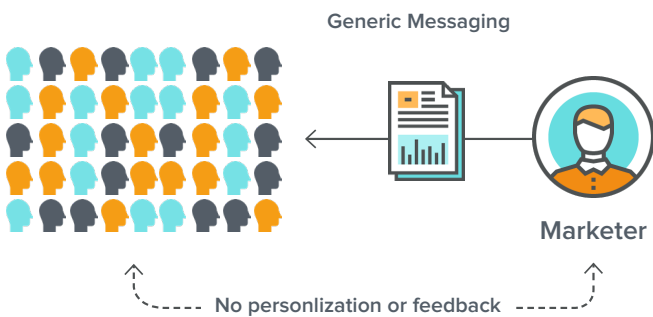 Generic Messaging
Marketer
No personlization or feedback